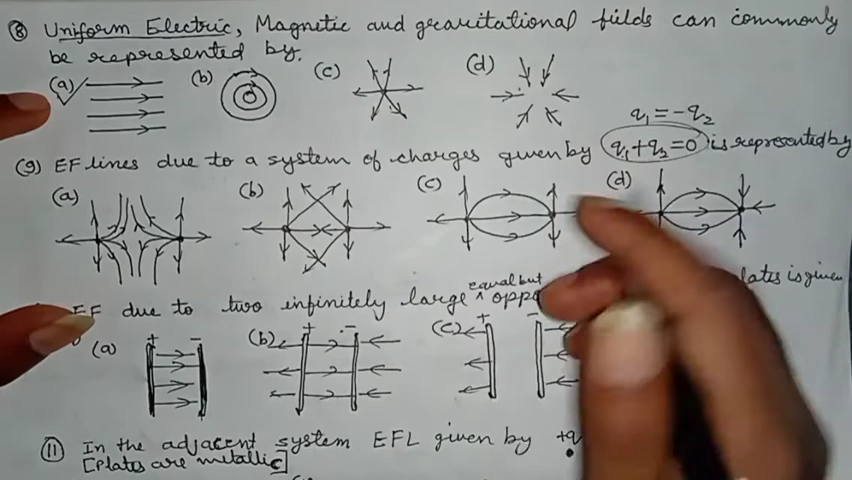 ⑧ Uniform Electric, Magnetic and gravitational fields can commonly
be represented by.
(a) (b) (c) (d)
q₁ = -q₂
(9) EF lines due to a system of charges given by q₁+q₂=0 is represented by
(a) (b) (c) (d)
EF due to two infinitely large equal but plates is given
+ - + - + -
(a) (b) (c)
⑪ In the adjacent system EFL given by +q
[Plates are metallic]